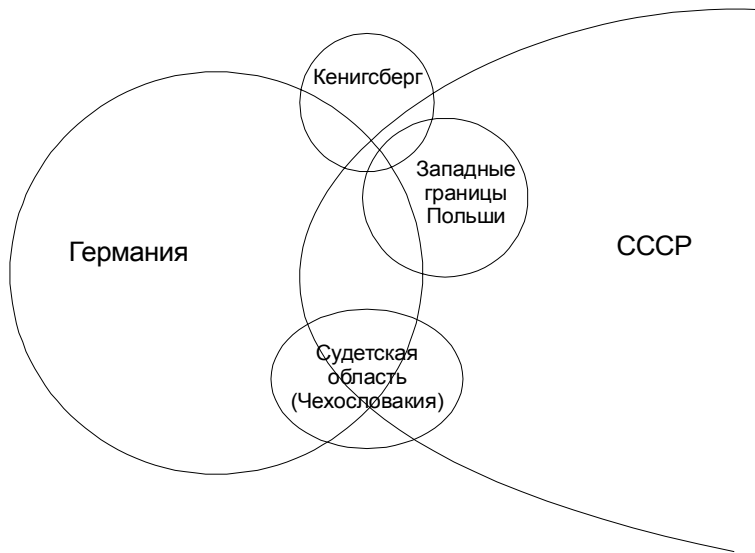 Кенигсберг
Западные
границы
Польши
Германия
СССР
Судетская
область
(Чехословакия)